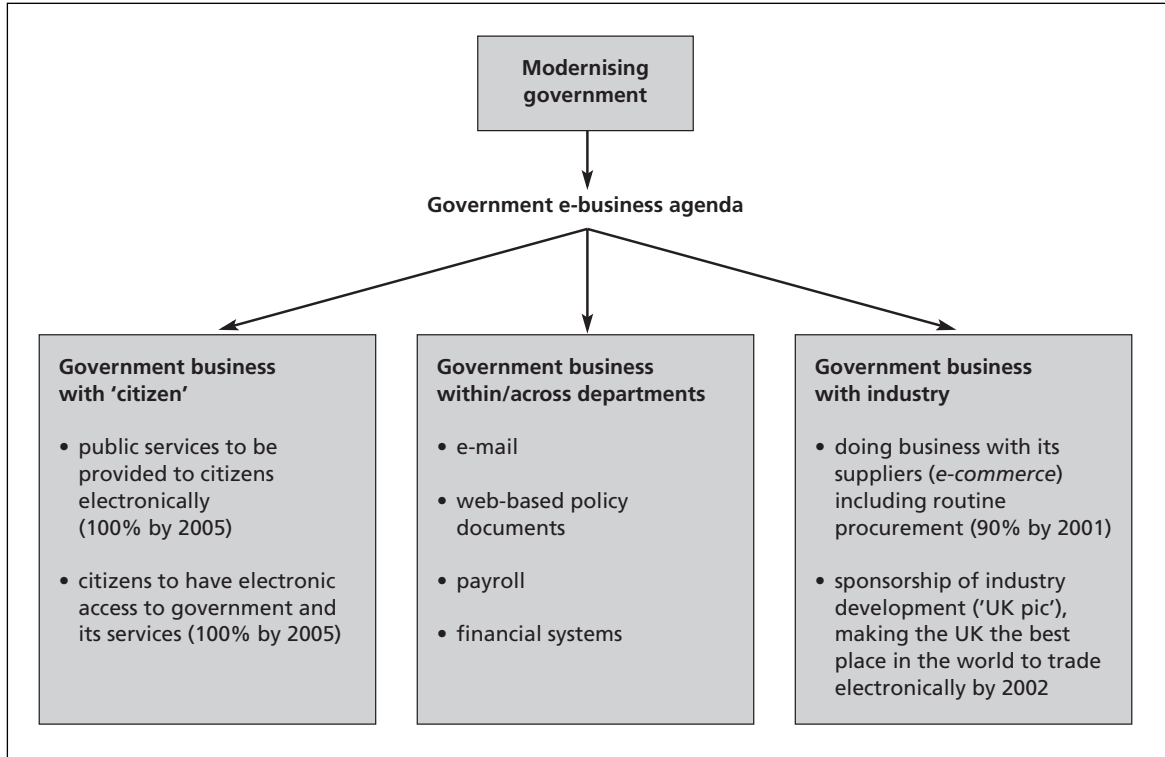 Modernising
government
Government e-business agenda
Government business
with ‘citizen’
• public services to be
provided to citizens
electronically
(100% by 2005)
• citizens to have electronic
access to government and
its services (100% by 2005)
Government business
within/across departments
• e-mail
• web-based policy
documents
• payroll
• financial systems
Government business
with industry
• doing business with its
suppliers (e-commerce)
including routine
procurement (90% by 2001)
• sponsorship of industry
development ('UK pic'),
making the UK the best
place in the world to trade
electronically by 2002